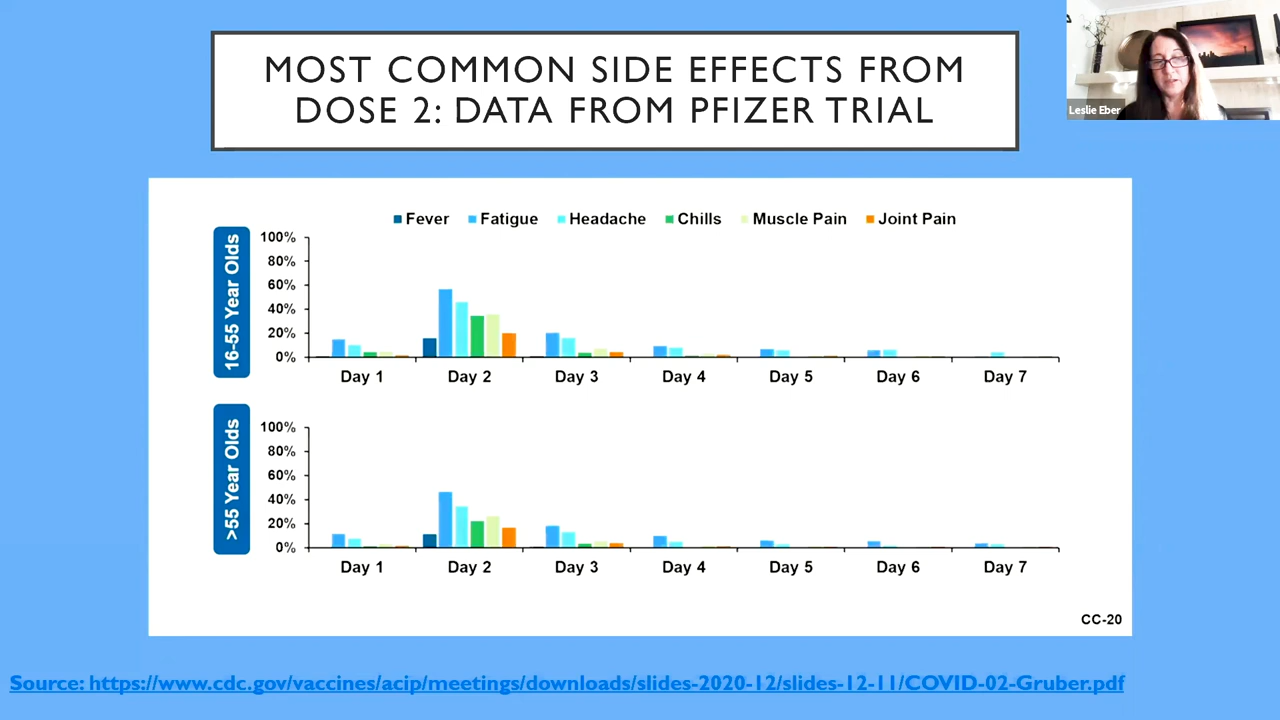 MOST COMMON SIDE EFFECTS FROM
DOSE 2: DATA FROM PFIZER TRIAL
Leslie Eber
Fever Fatigue Headache Chills Muscle Pain Joint Pain
16-55 Year Olds
100%
80%
60%
40%
20%
0%
Day 1 Day 2 Day 3 Day 4 Day 5 Day 6 Day 7
>55 Year Olds
100%
80%
60%
40%
20%
0%
Day 1 Day 2 Day 3 Day 4 Day 5 Day 6 Day 7
CC-20
Source: https://www.cdc.gov/vaccines/acip/meetings/downloads/slides-2020-12/slides-12-11/COVID-02-Gruber.pdf